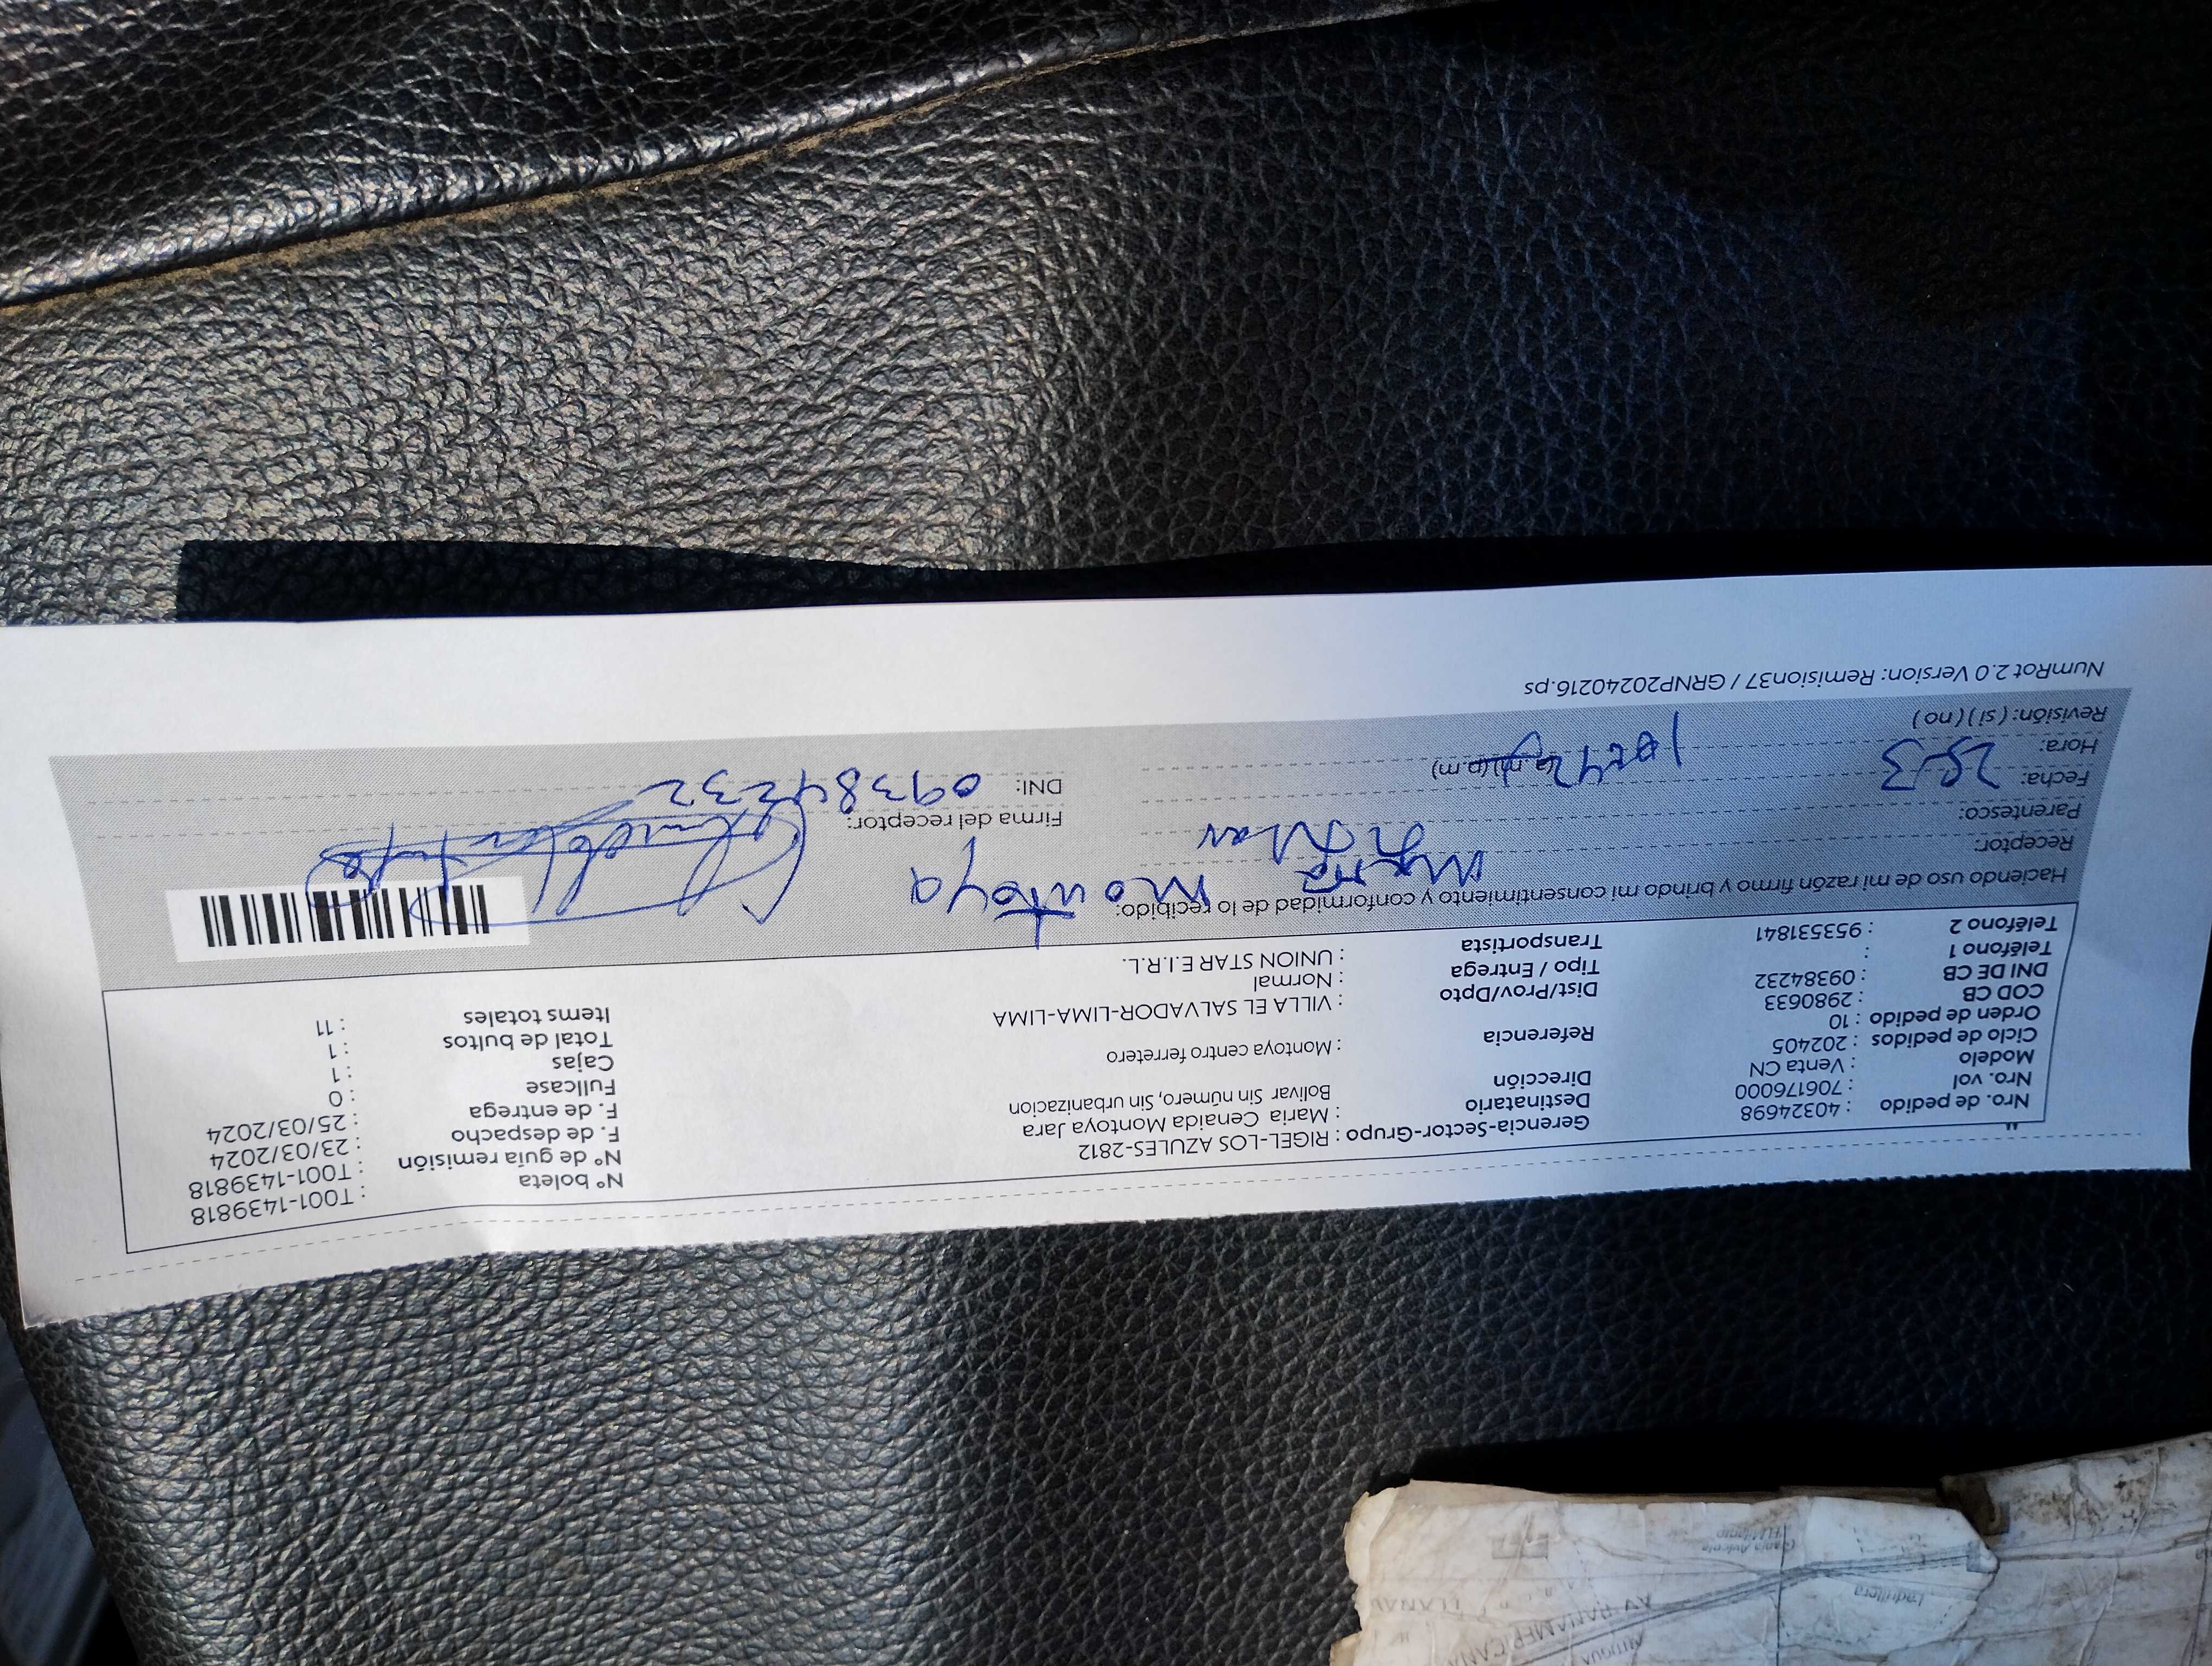 Nro. de pedido : 40324698
Nro. vol : 706176000
Modelo : Venta CN
Ciclo de pedidos : 202405
Orden de pedido : 10
COD CB : 2980633
DNI DE CB : 09384232
Teléfono 1 :
Teléfono 2 : 953531841
Gerencia-Sector-Grupo : RIGEL-LOS AZULES-2812
Destinatario : Maria Cenaida Montoya Jara
Dirección Bolivar Sin número, Sin urbanizacion
Referencia : Montoya centro ferretero
Dist/Prov/Dpto : VILLA EL SALVADOR-LIMA-LIMA
Tipo / Entrega : Normal
Transportista : UNION STAR E.I.R.L.
N° boleta : T001-1439818
N° de guía remisión : T001-1439818
F. de despacho : 23/03/2024
F. de entrega : 25/03/2024
Fullcase : 0
Cajas : 1
Total de bultos : 1
Items totales : 11
Haciendo uso de mi razón firmo y brindo mi consentimiento y conformidad de lo recibido:
Receptor: Maria Montoya
Parentesco:
Fecha: 25-3
Hora: (a.m) (p.m)
Revisión: (si) (no)
Firma del receptor:
DNI: 09384232
NumRot 2.0 Version: Remision37 / GRNP20240216.ps